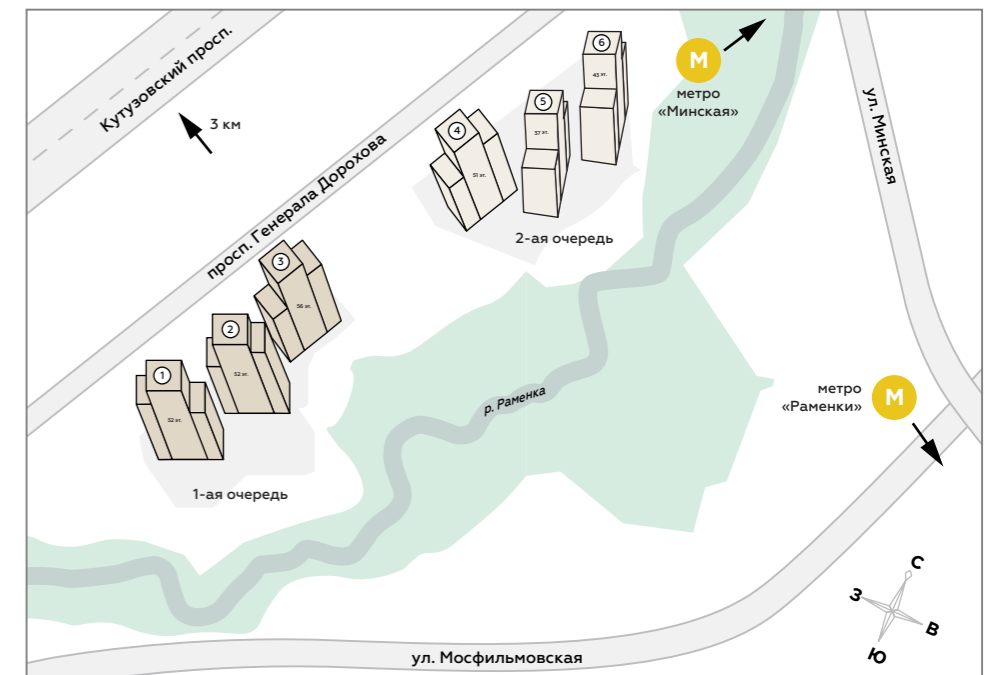 Кутузовский просп.
3 км
просп. Генерала Дорохова
6
43 эт.
5
37 эт.
4
51 эт.
2-ая очередь
М
метро
«Минская»
ул. Минская
3
56 эт.
2
52 эт.
1
52 эт.
1-ая очередь
р. Раменка
метро
«Раменки»
М
ул. Мосфильмовская
С
З
В
Ю